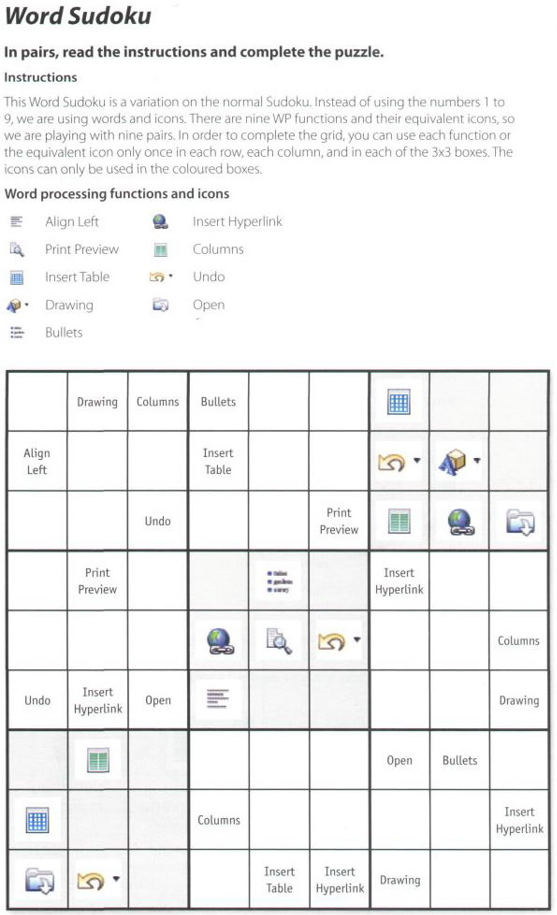 Word Sudoku
In pairs, read the instructions and complete the puzzle.
Instructions
This Word Sudoku is a variation on the normal Sudoku. Instead of using the numbers 1 to
9, we are using words and icons. There are nine WP functions and their equivalent icons, so
we are playing with nine pairs. In order to complete the grid, you can use each function or
the equivalent icon only once in each row, each column, and in each of the 3x3 boxes. The
icons can only be used in the coloured boxes.
Word processing functions and icons
Align Left Insert Hyperlink
Print Preview Columns
Insert Table Undo
Drawing Open
Bullets
Drawing Columns Bullets
Align
Left
Insert
Table
Undo
Print
Preview
Print
Preview
Insert
Hyperlink
Columns
Undo
Insert
Hyperlink
Open
Drawing
Open Bullets
Columns
Insert
Hyperlink
Insert
Table
Insert
Hyperlink
Drawing